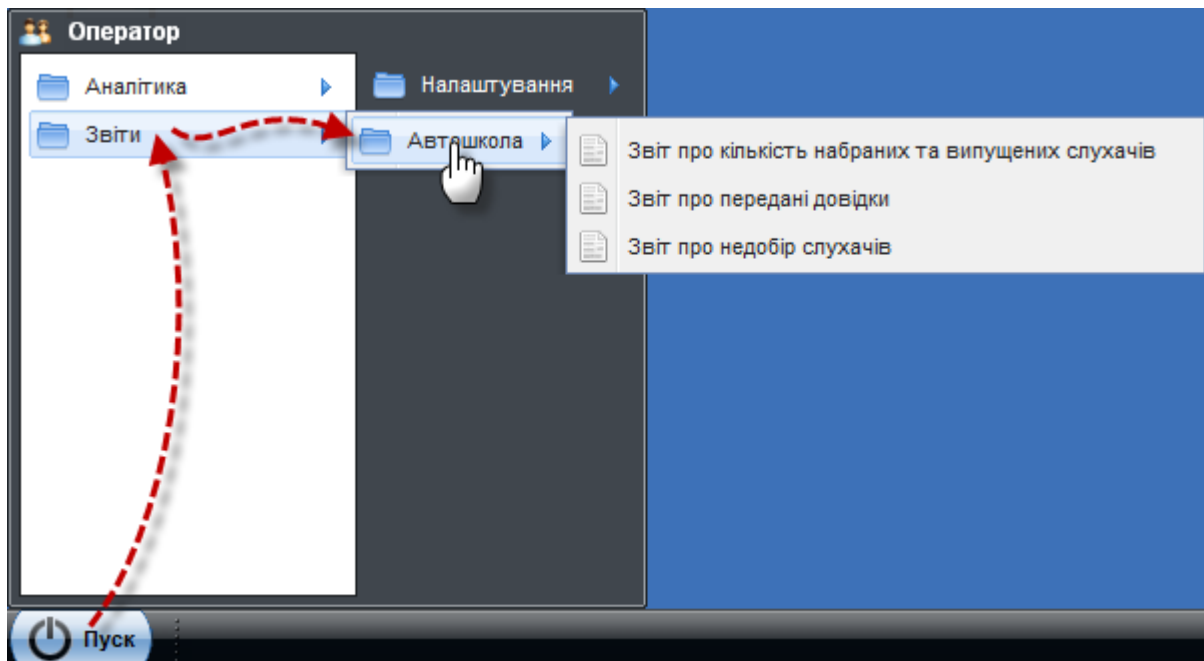 Оператор
Аналітика
Налаштування
Звіти
Автошкола
Звіт про кількість набраних та випущених слухачів
Звіт про передані довідки
Звіт про недобір слухачів
Пуск